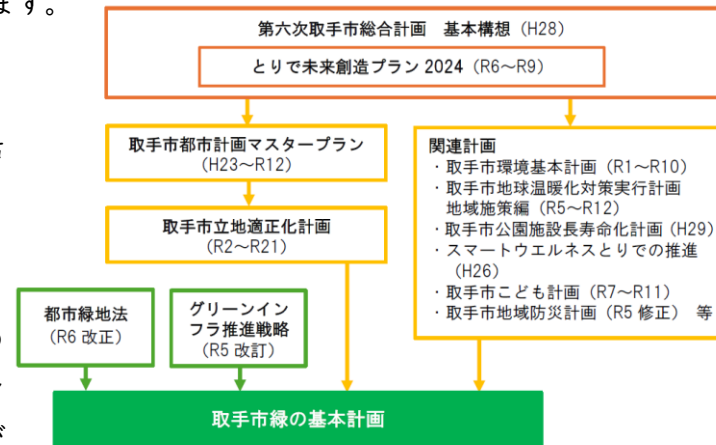 ます。
第六次取手市総合計画　基本構想（H28）
とりで未来創造プラン 2024（R6～R9）
取手市都市計画マスタープラン
（H23～R12）
取手市立地適正化計画
（R2～R21）
関連計画
・取手市環境基本計画（R1～R10）
・取手市地球温暖化対策実行計画
地域施策編（R5～R12）
・取手市公園施設長寿命化計画（H29）
・スマートウエルネスとりでの推進
（H26）
・取手市こども計画（R7～R11）
・取手市地域防災計画（R5 修正）　等
都市緑地法
（R6 改正）
グリーンイン
フラ推進戦略
（R5 改訂）
取手市緑の基本計画